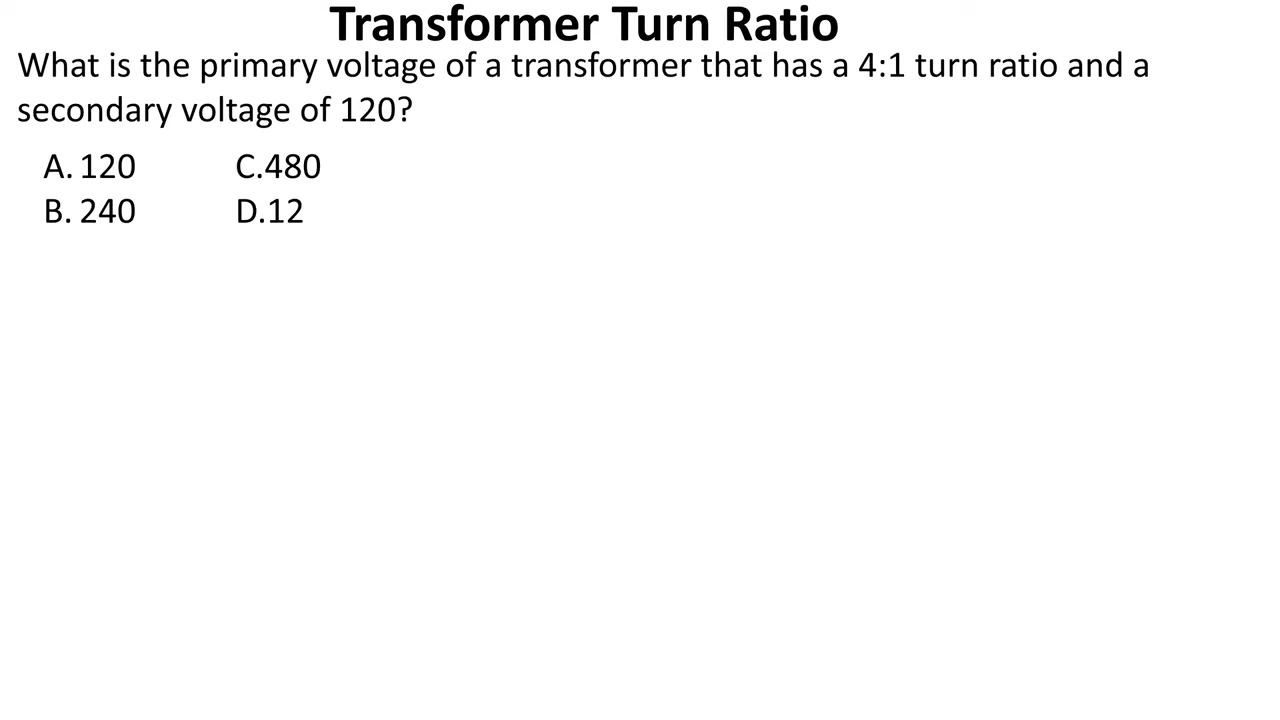 Transformer Turn Ratio
What is the primary voltage of a transformer that has a 4:1 turn ratio and a
secondary voltage of 120?
A. 120 C.480
B. 240 D.12